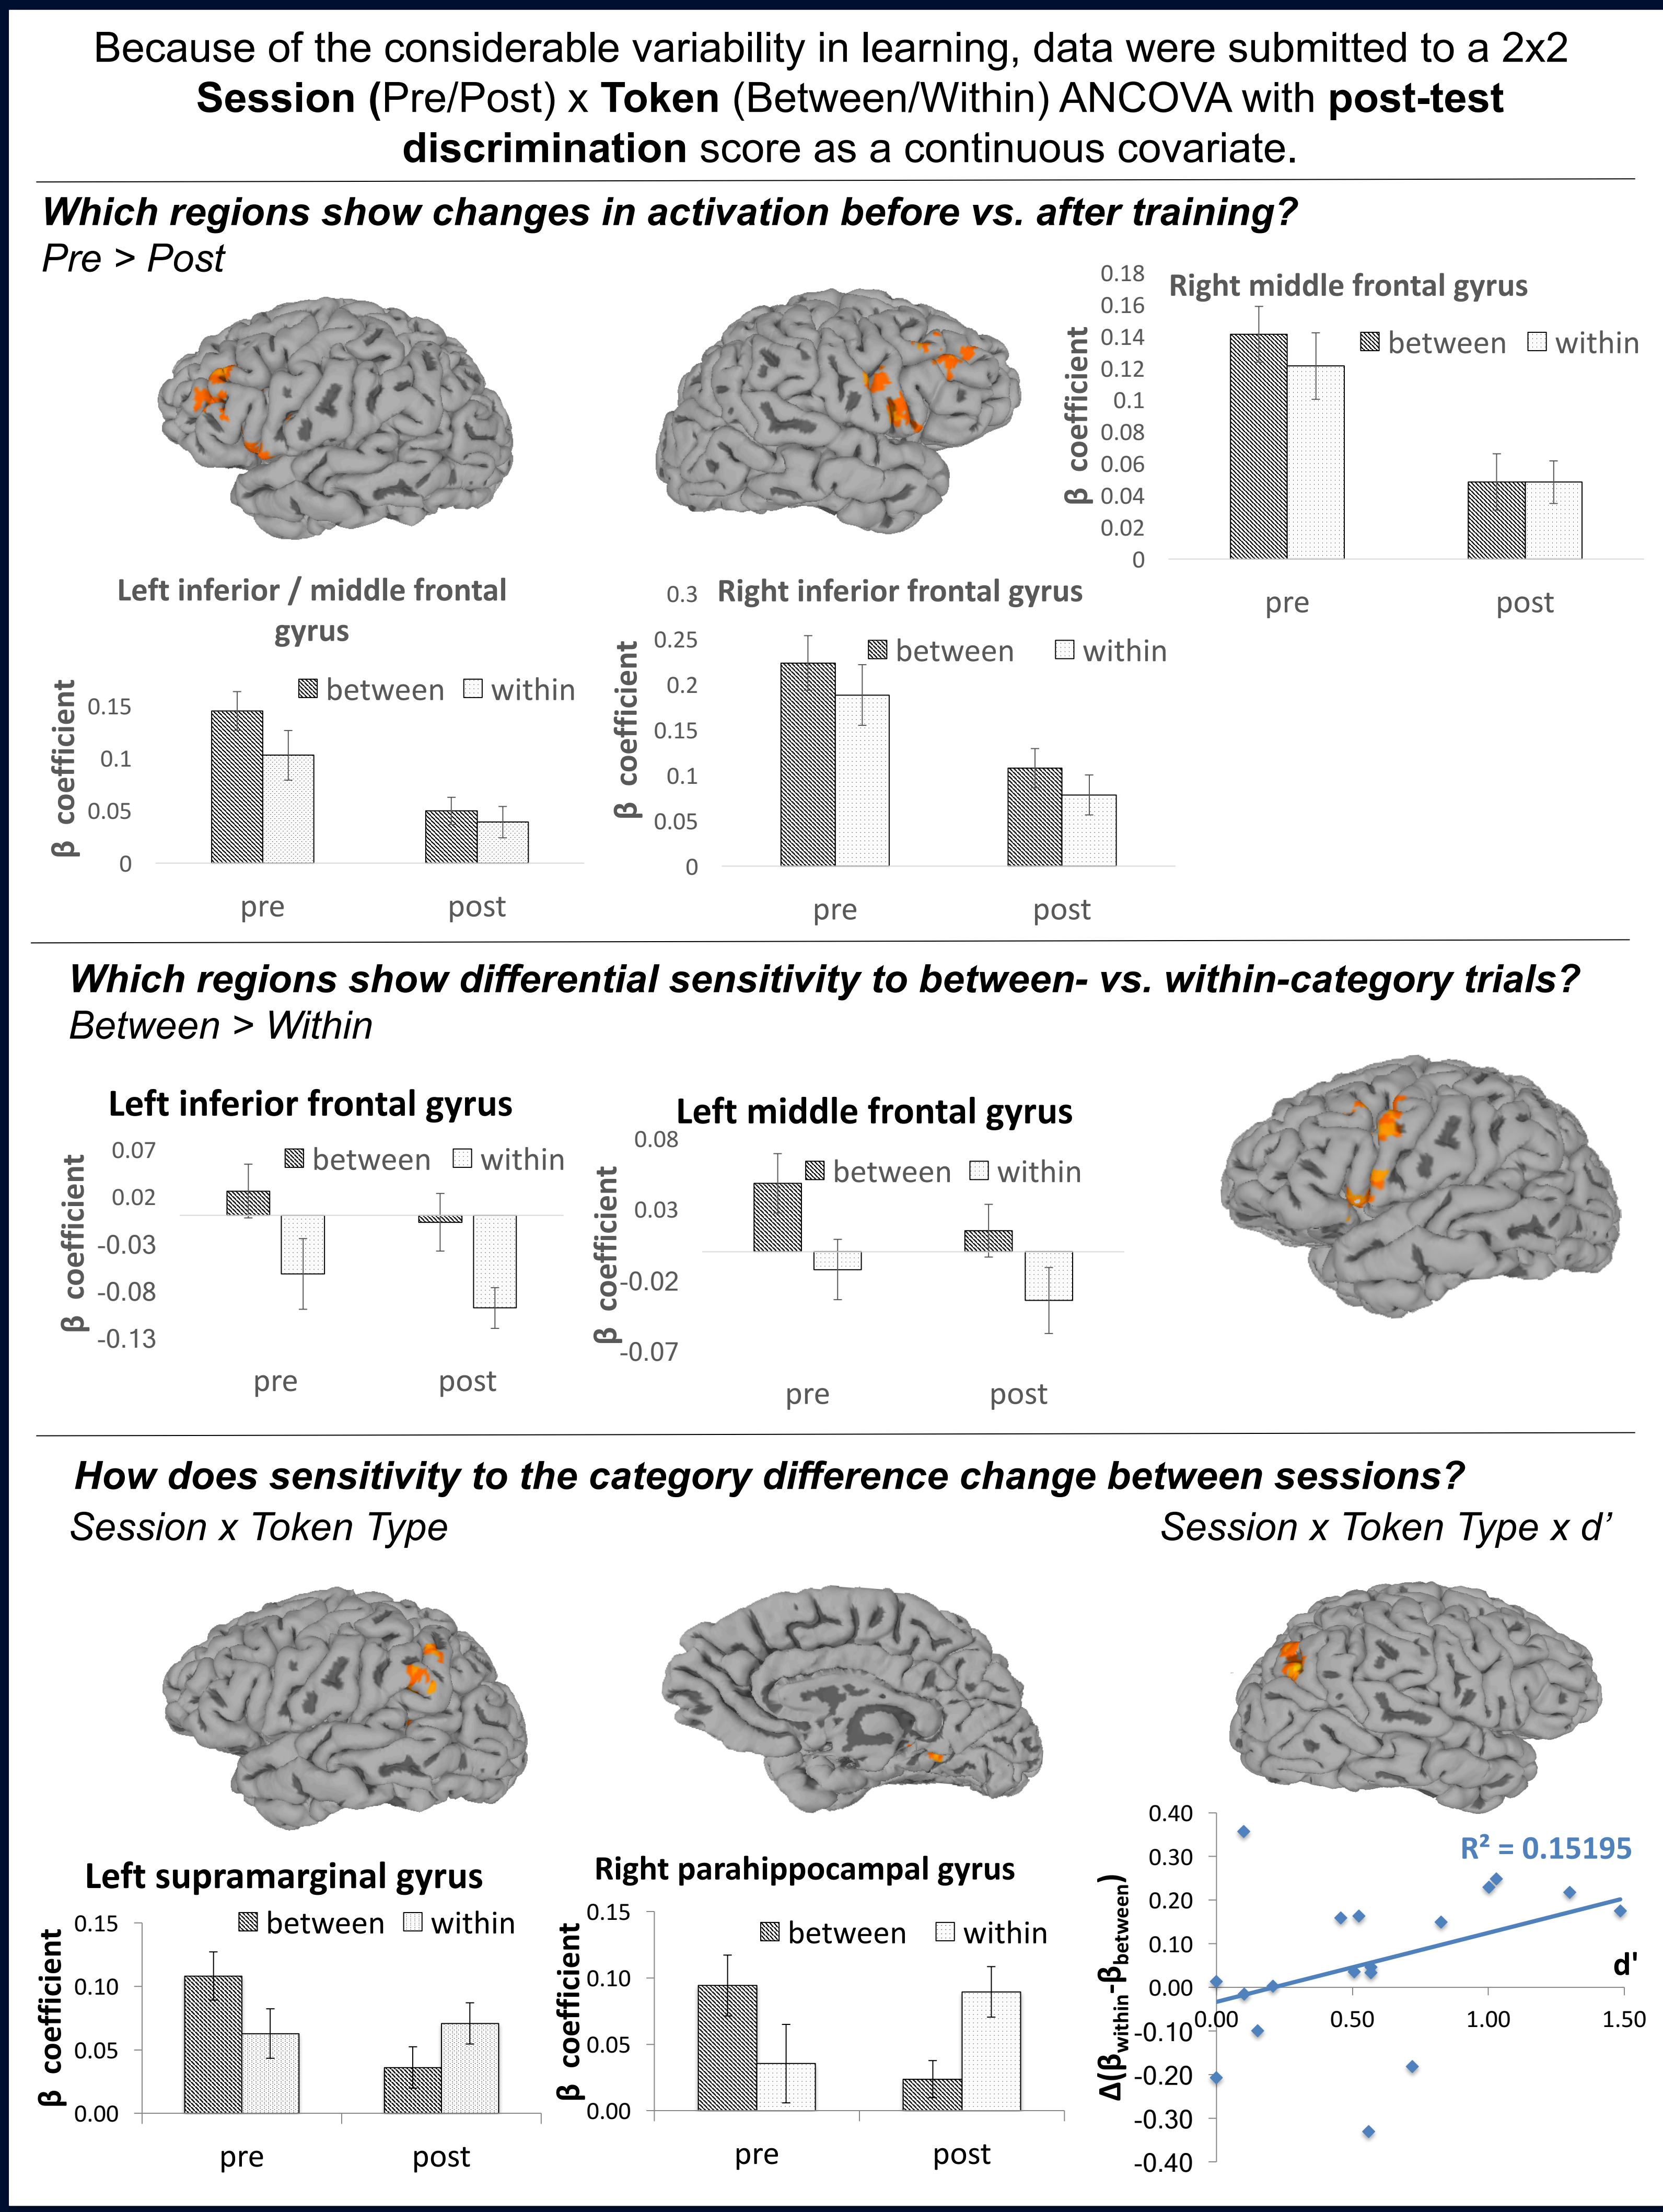 Because of the considerable variability in learning, data were submitted to a 2x2
Session (Pre/Post) x Token (Between/Within) ANCOVA with post-test
discrimination score as a continuous covariate.
Which regions show changes in activation before vs. after training?
Pre > Post
Right middle frontal gyrus
between within
β coefficient
0.18
0.16
0.14
0.12
0.1
0.08
0.06
0.04
0.02
0
pre post
Left inferior / middle frontal
gyrus
between within
β coefficient
0.15
0.1
0.05
0
pre post
Right inferior frontal gyrus
between within
β coefficient
0.3
0.25
0.2
0.15
0.1
0.05
0
pre post
Which regions show differential sensitivity to between- vs. within-category trials?
Between > Within
Left inferior frontal gyrus
between within
β coefficient
0.07
0.02
-0.03
-0.08
-0.13
pre post
Left middle frontal gyrus
between within
β coefficient
0.08
0.03
-0.02
-0.07
pre post
How does sensitivity to the category difference change between sessions?
Session x Token Type
Session x Token Type x d’
Left supramarginal gyrus
between within
β coefficient
0.15
0.10
0.05
0.00
pre post
Right parahippocampal gyrus
between within
β coefficient
0.15
0.10
0.05
0.00
pre post
R² = 0.15195
Δ(βwithin-βbetween)
0.40
0.30
0.20
0.10
0.00
-0.10
-0.20
-0.30
-0.40
d'
0.00 0.50 1.00 1.50